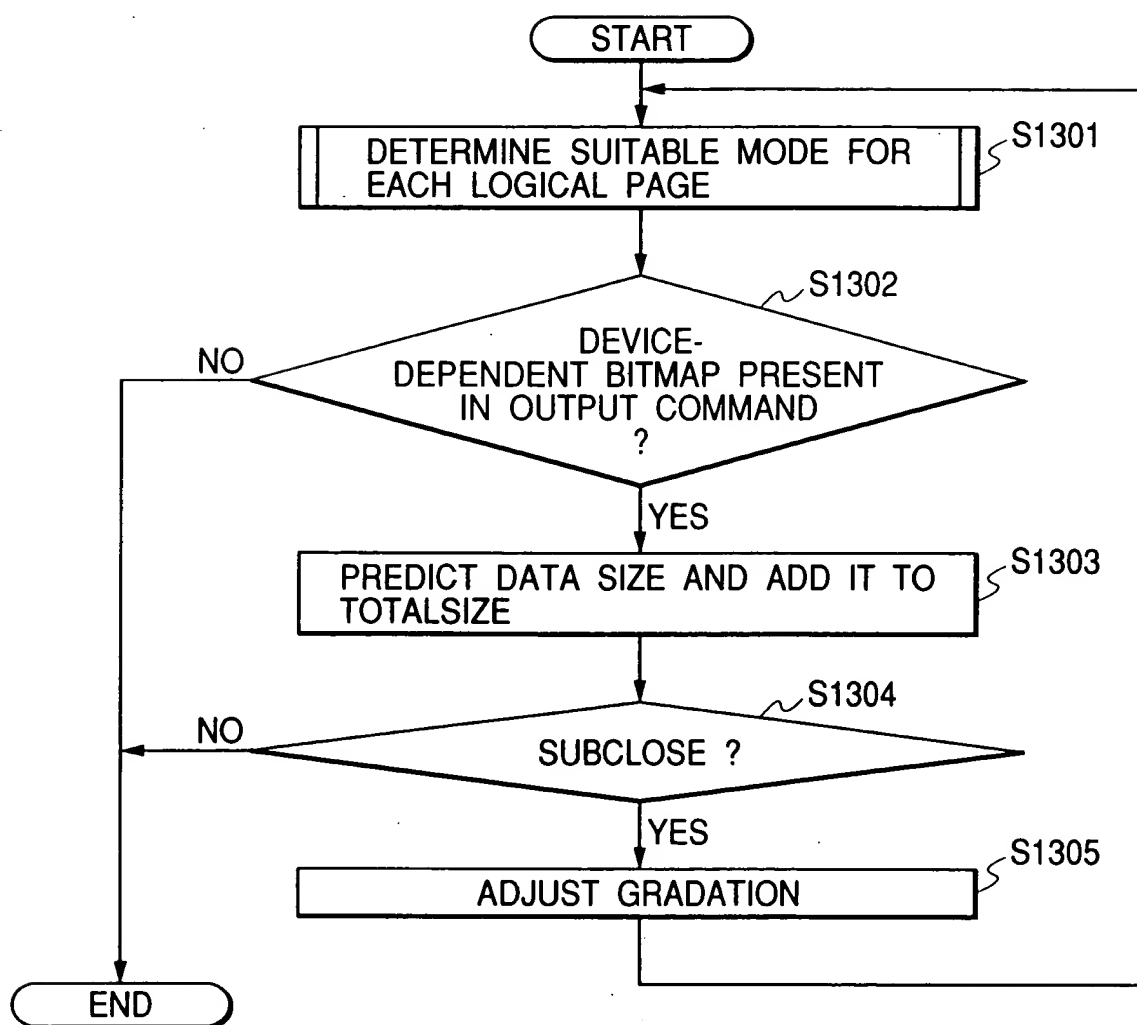 START
DETERMINE SUITABLE MODE FOR
EACH LOGICAL PAGE
S1301
S1302
DEVICE-
DEPENDENT BITMAP PRESENT
IN OUTPUT COMMAND
?
NO
YES
PREDICT DATA SIZE AND ADD IT TO
TOTALSIZE
S1303
S1304
SUBCLOSE ?
NO
YES
S1305
ADJUST GRADATION
END